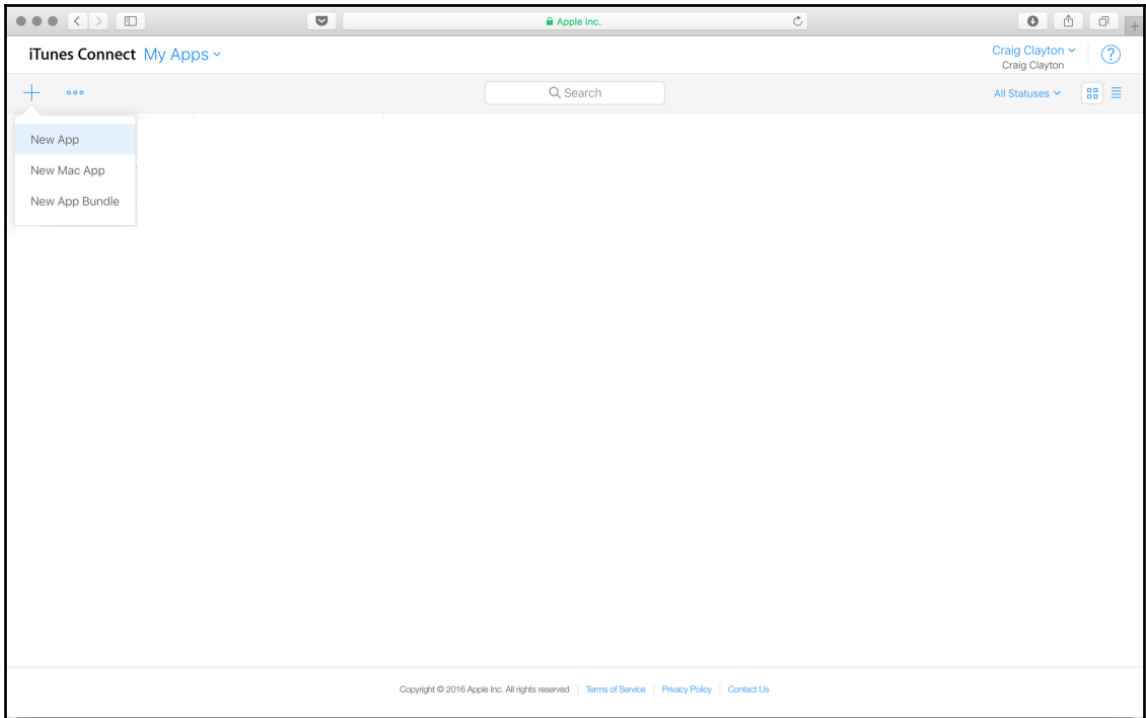 Apple Inc.
iTunes Connect My Apps
Craig Clayton
Craig Clayton
?
Search
All Statuses
New App
New Mac App
New App Bundle
Copyright © 2016 Apple Inc. All rights reserved Terms of Service Privacy Policy Contact Us